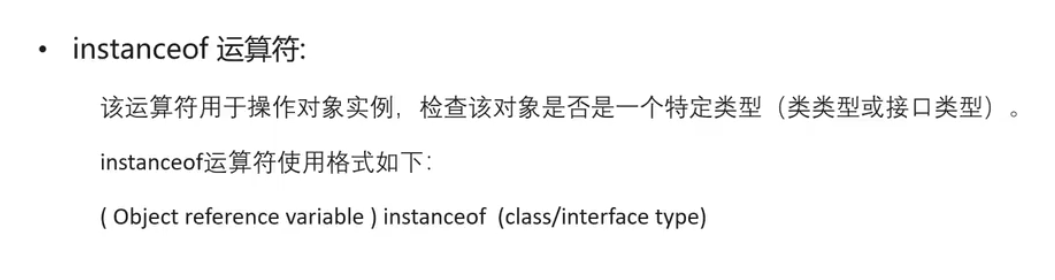 • instanceof 运算符:
该运算符用于操作对象实例，检查该对象是否是一个特定类型（类类型或接口类型）。
instanceof运算符使用格式如下：
( Object reference variable ) instanceof  (class/interface type)